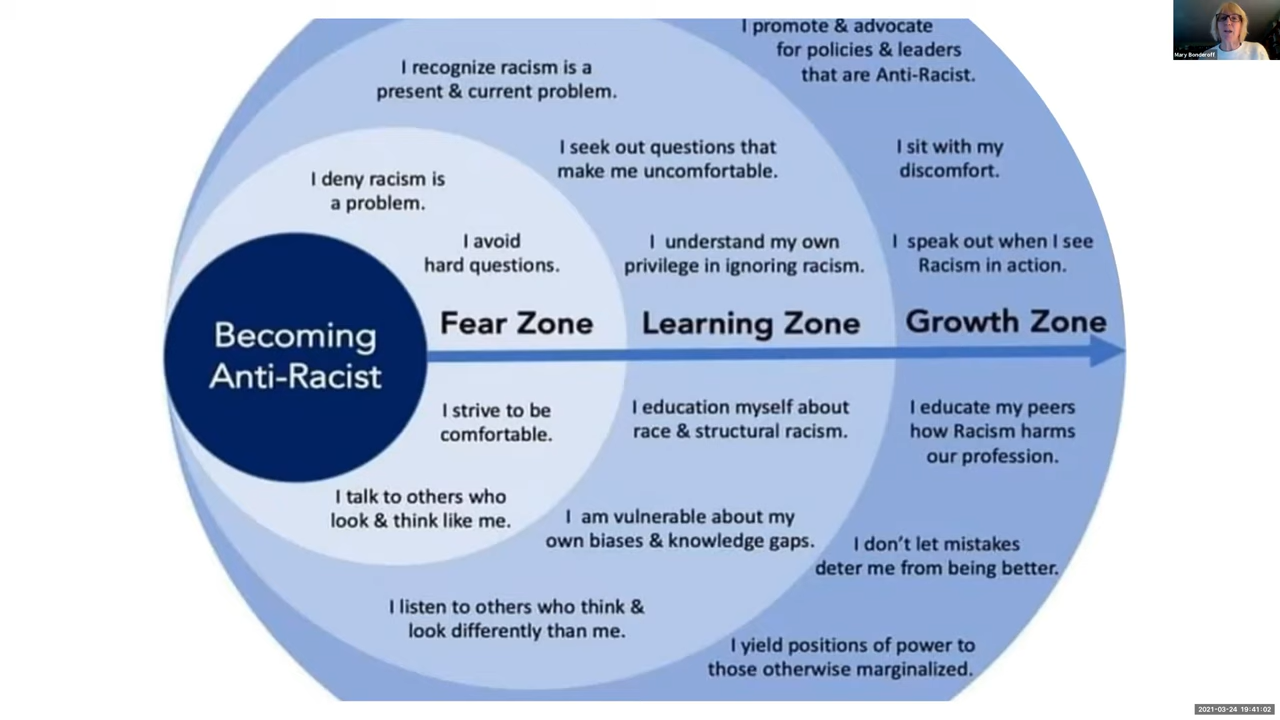 I promote & advocate
for policies & leaders
that are Anti-Racist.
I recognize racism is a
present & current problem.
I seek out questions that
make me uncomfortable.
I sit with my
discomfort.
I deny racism is
a problem.
I avoid
hard questions.
I understand my own
privilege in ignoring racism.
I speak out when I see
Racism in action.
Becoming
Anti-Racist
Fear Zone
Learning Zone
Growth Zone
I strive to be
comfortable.
I education myself about
race & structural racism.
I educate my peers
how Racism harms
our profession.
I talk to others who
look & think like me.
I am vulnerable about my
own biases & knowledge gaps.
I don't let mistakes
deter me from being better.
I listen to others who think &
look differently than me.
I yield positions of power to
those otherwise marginalized.
Mary Bonderoff
2021-03-24 19:41:02